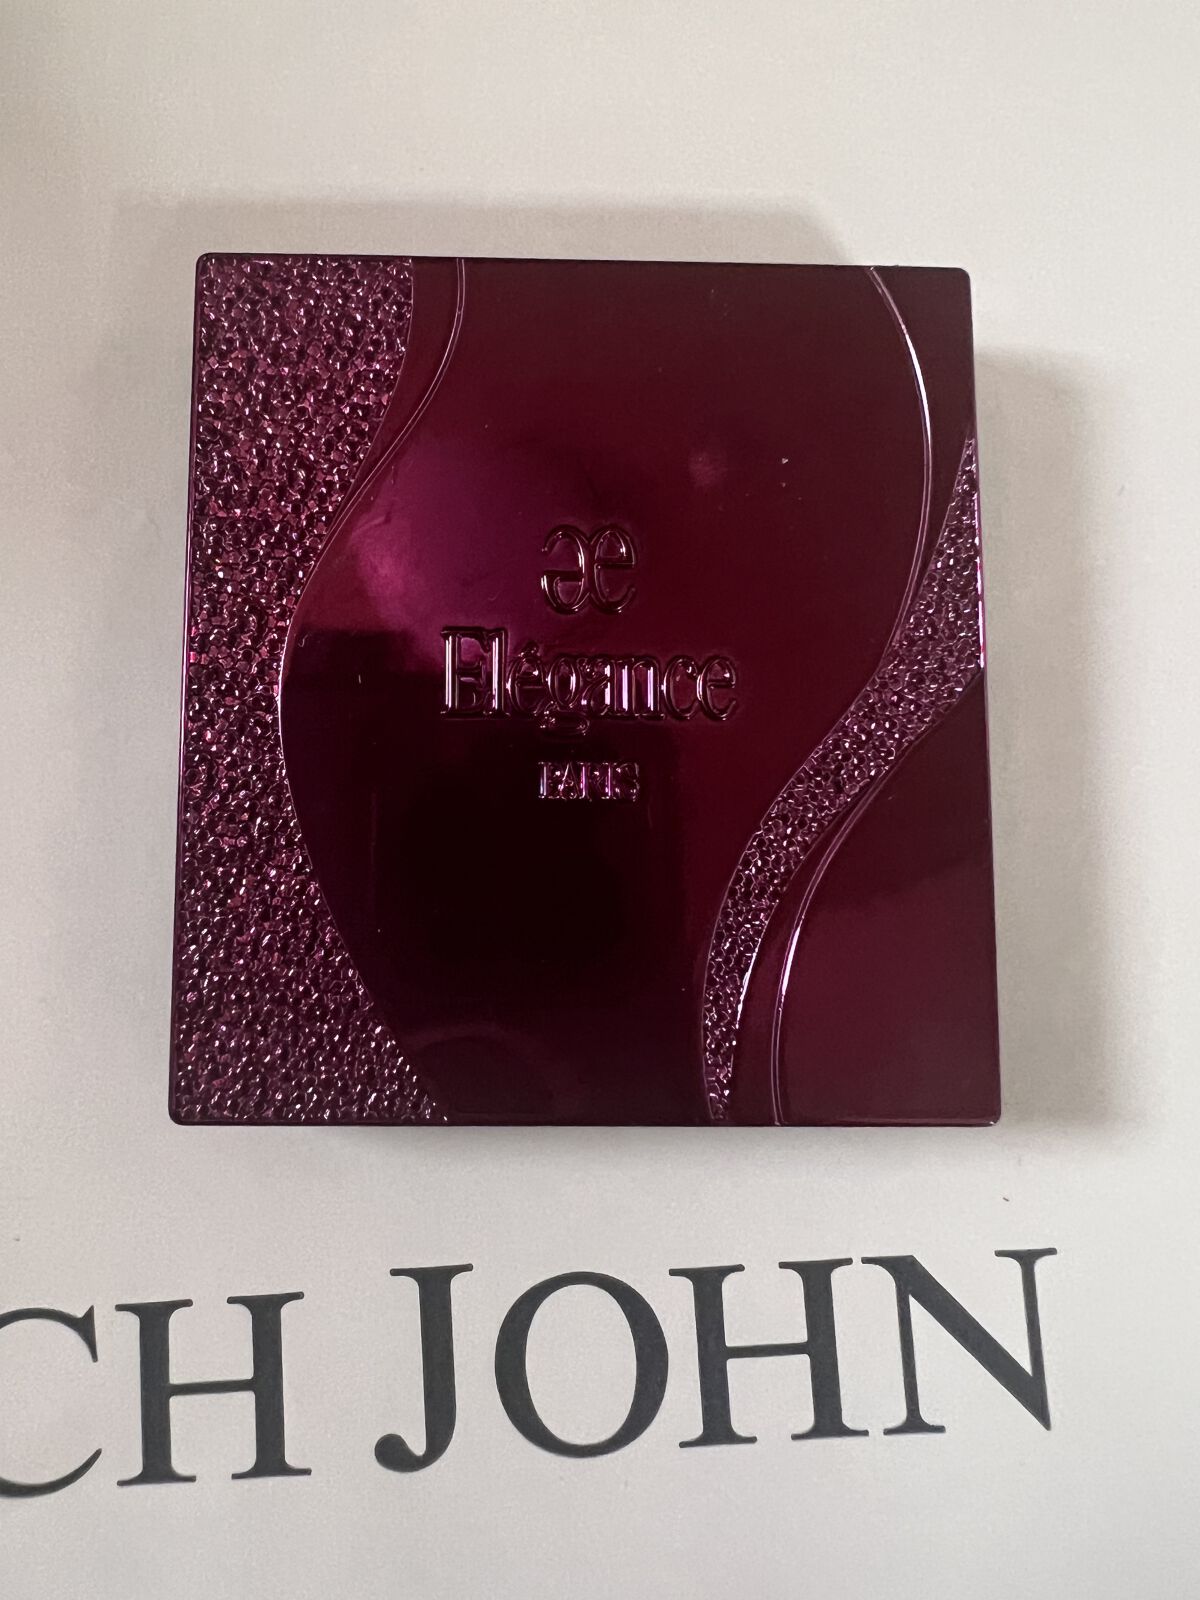 æ
Elégance
PARIS
CH JOHN